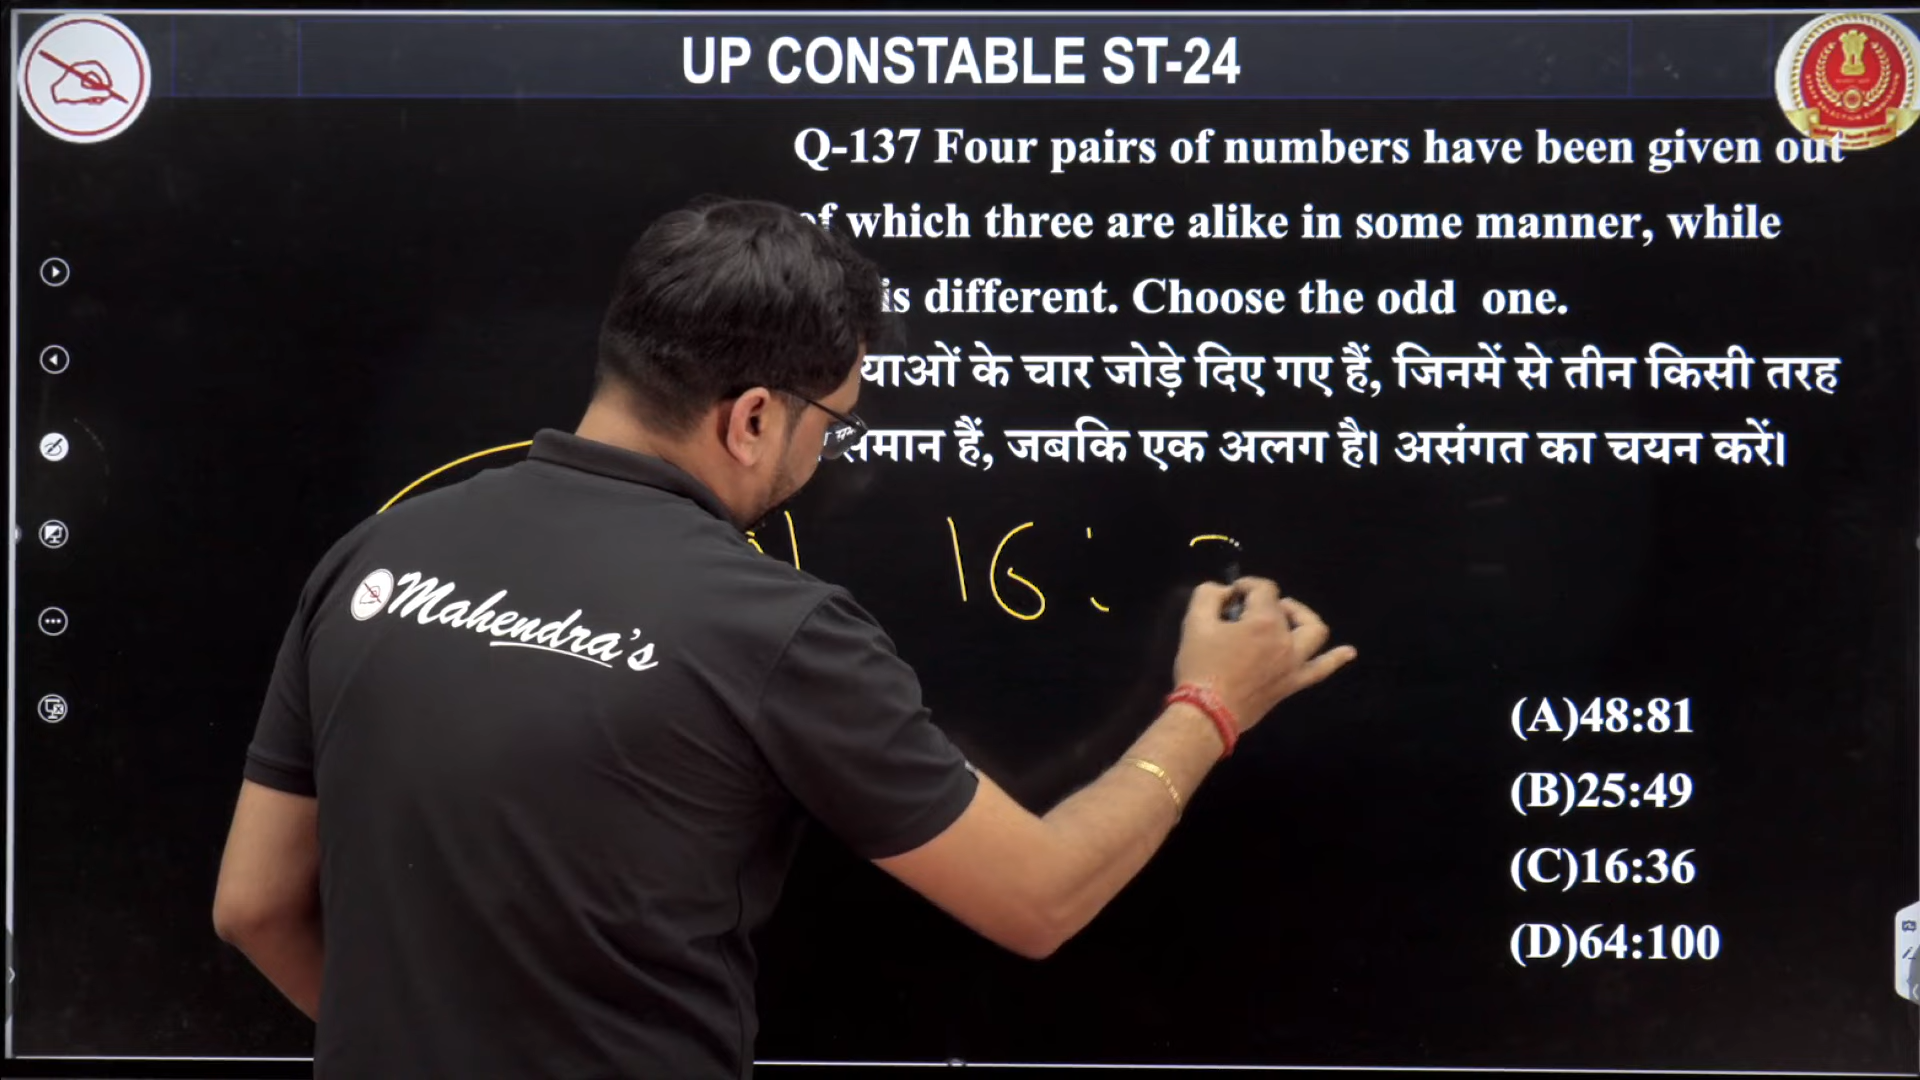 UP CONSTABLE ST-24
Q-137 Four pairs of numbers have been given out
of which three are alike in some manner, while
is different. Choose the odd one.
के चार जोड़े दिए गए हैं, जिनमें से तीन किसी तरह
समान हैं, जबकि एक अलग है। असंगत का चयन करें।
16 :
Mahendra's
(A)48:81
(B)25:49
(C)16:36
(D)64:100